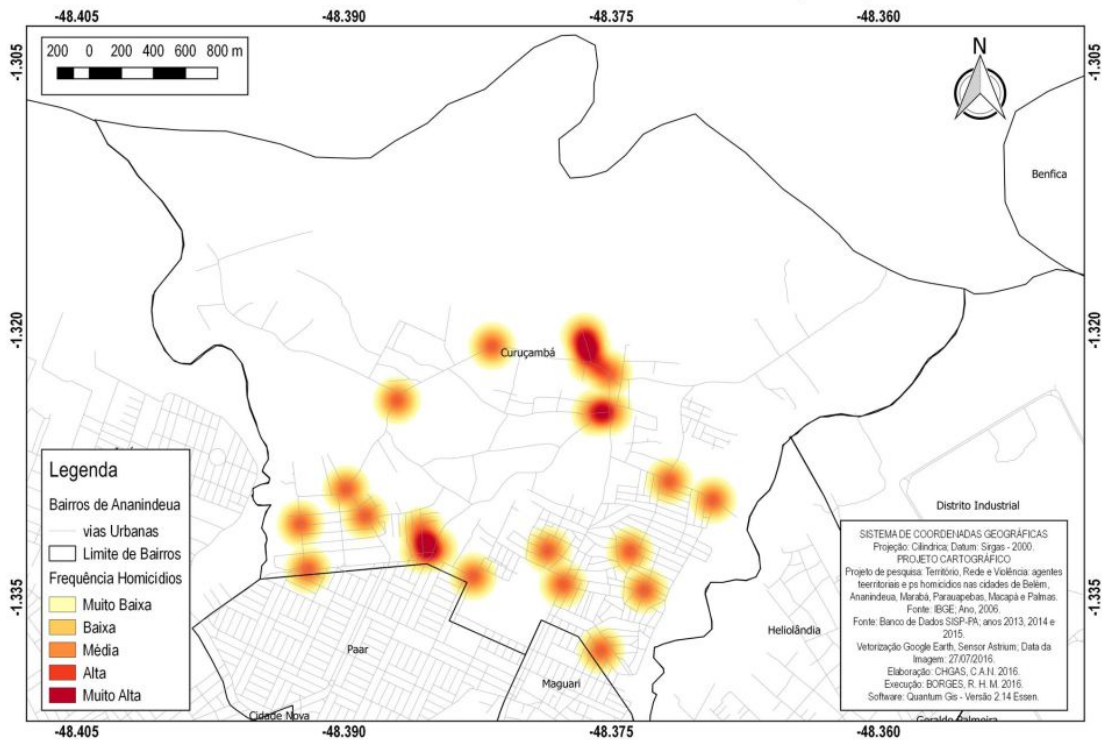 -48.405 -48.390 -48.375 -48.360
-1.305 -1.305
200 0 200 400 600 800 m
N
Benfica
-1.320 -1.320
Curuçambá
Legenda
Bairros de Ananindeua
vias Urbanas
Limite de Bairros
Frequência Homicidios
Muito Baixa
Baixa
Média
Alta
Muito Alta
Distrito Industrial
SISTEMA DE COORDENADAS GEOGRÁFICAS
Projeção: Cilindrica; Datum: Sirgas - 2000.
PROJETO CARTOGRÁFICO
Projeto de pesquisa: Território, Rede e Violência: agentes
teerritoriais e ps homicidios nas cidades de Belém,
Ananindeua, Marabá, Parauapebas, Macapá e Palmas.
Fonte: IBGE; Ano, 2006.
Fonte: Banco de Dados SISP-PA; anos 2013, 2014 e
2015.
Vetorização Google Earth, Sensor Astrium; Data da
Imagem: 27/07/2016.
Elaboração: CHGAS, C.A.N. 2016.
Execução: BORGES, R. H. M. 2016.
Software: Quantum Gis - Versão 2.14 Essen.
-1.335 -1.335
Heliolândia
Paar
Maguari
Cidade Nova
Geraldo Palmeira
-48.405 -48.390 -48.375 -48.360